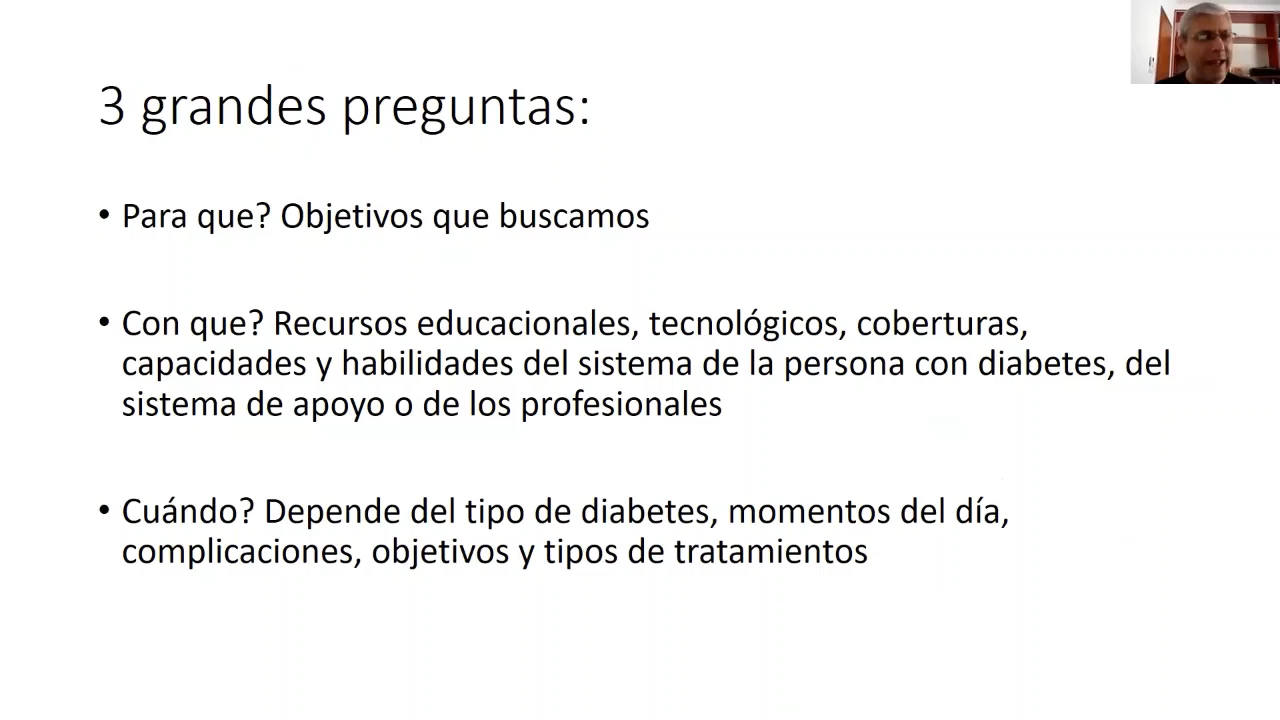 3 grandes preguntas:
• Para que? Objetivos que buscamos
• Con que? Recursos educacionales, tecnológicos, coberturas,
capacidades y habilidades del sistema de la persona con diabetes, del
sistema de apoyo o de los profesionales
• Cuándo? Depende del tipo de diabetes, momentos del día,
complicaciones, objetivos y tipos de tratamientos